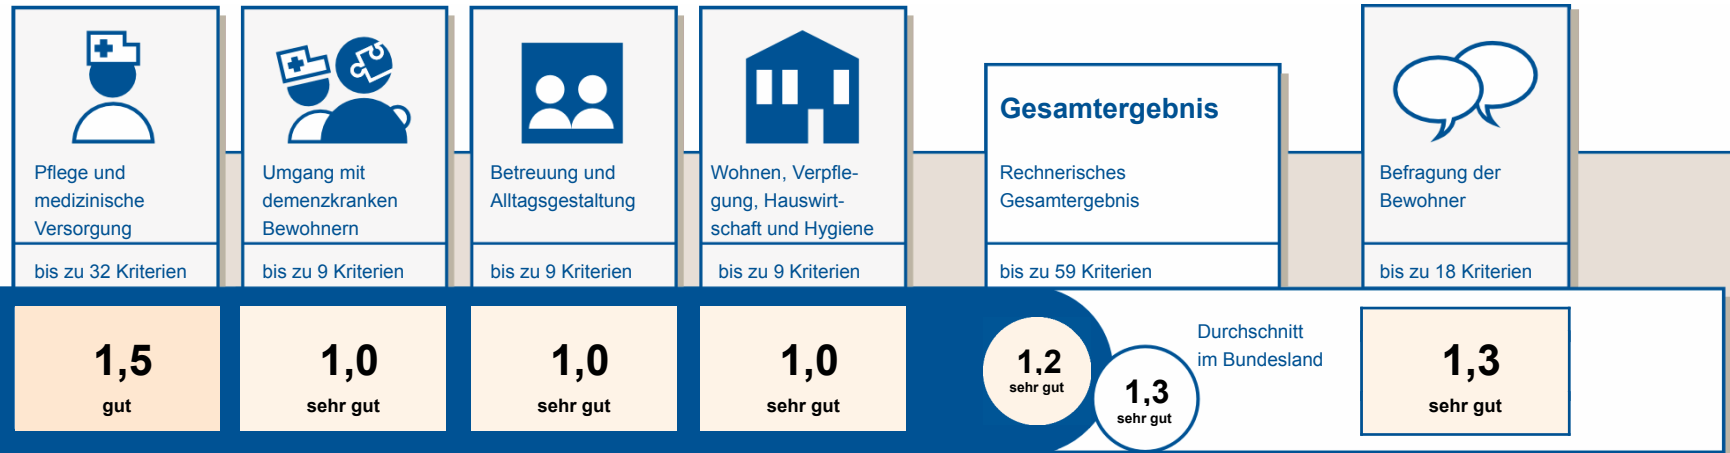 Pflege und
medizinische
Versorgung
bis zu 32 Kriterien
1,5
gut
Umgang mit
demenzkranken
Bewohnern
bis zu 9 Kriterien
1,0
sehr gut
Betreuung und
Alltagsgestaltung
bis zu 9 Kriterien
1,0
sehr gut
Wohnen, Verpfle-
gung, Hauswirt-
schaft und Hygiene
bis zu 9 Kriterien
1,0
sehr gut
Gesamtergebnis
Rechnerisches
Gesamtergebnis
bis zu 59 Kriterien
1,2
sehr gut
1,3
sehr gut
Durchschnitt
im Bundesland
Befragung der
Bewohner
bis zu 18 Kriterien
1,3
sehr gut